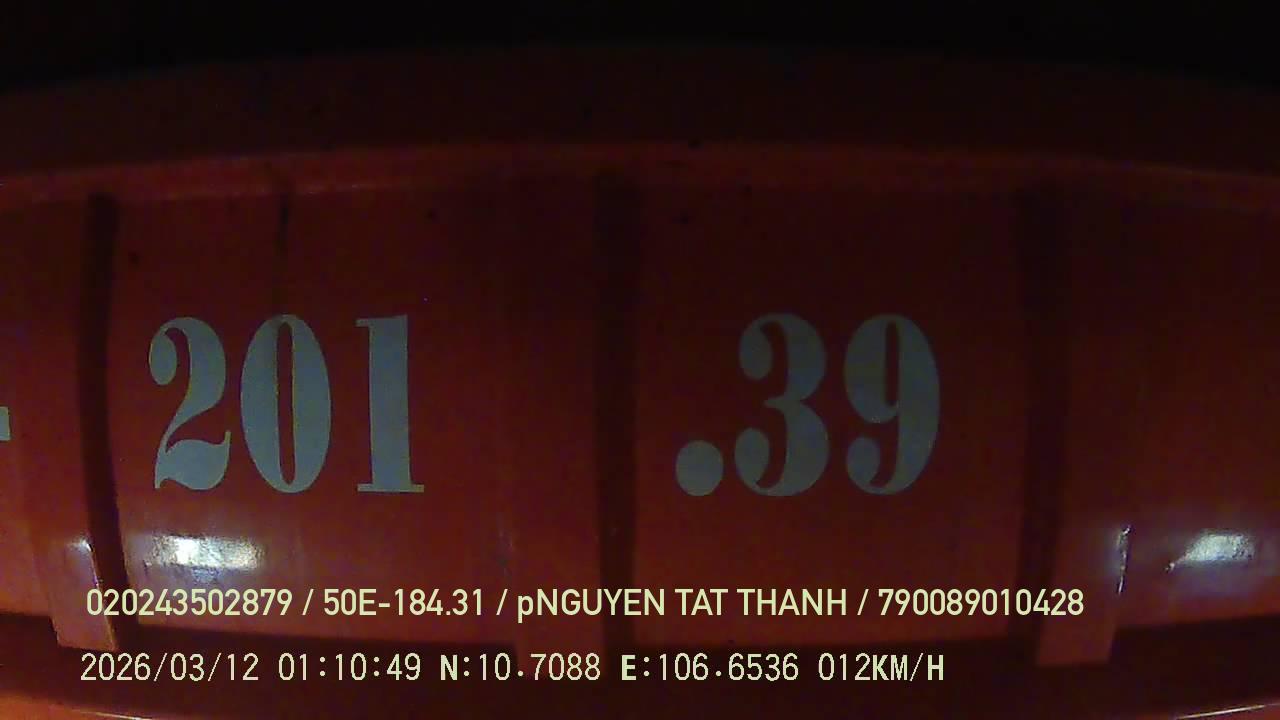 - 201 .39
020243502879 / 50E-184.31 / pNGUYEN TAT THANH / 790089010428
2026/03/12 01:10:49 N:10.7088 E:106.6536 012KM/H